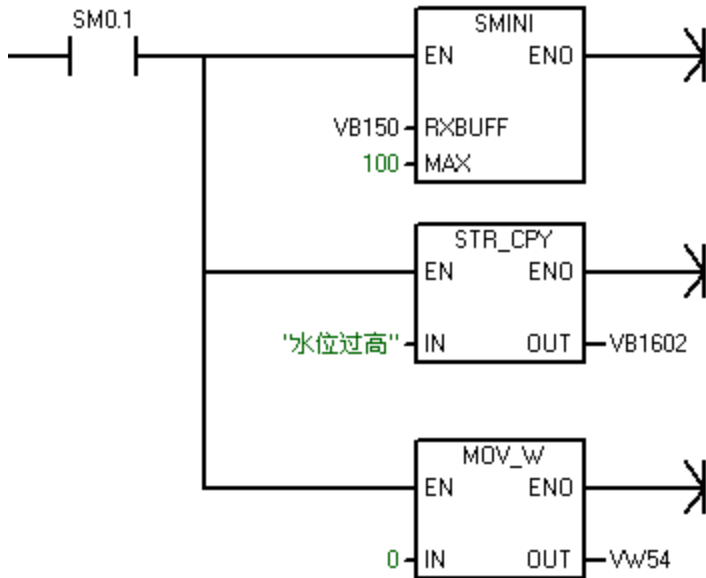 SM0.1
SMINI
EN ENO
VB150 RXBUFF
100 MAX
STR_CPY
EN ENO
"水位过高" IN OUT VB1602
MOV_W
EN ENO
0 IN OUT VW54